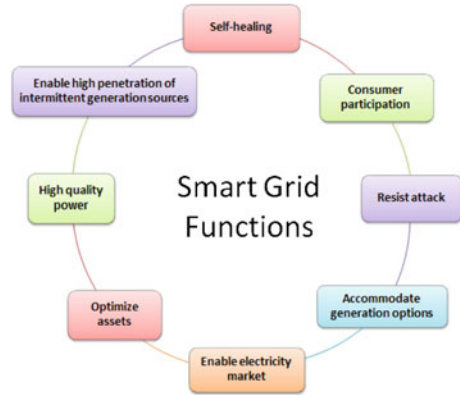 Self-healing
Consumer
participation
Resist attack
Accommodate
generation options
Enable electricity
market
Optimize
assets
High quality
power
Enable high penetration of
intermittent generation sources
Smart Grid
Functions